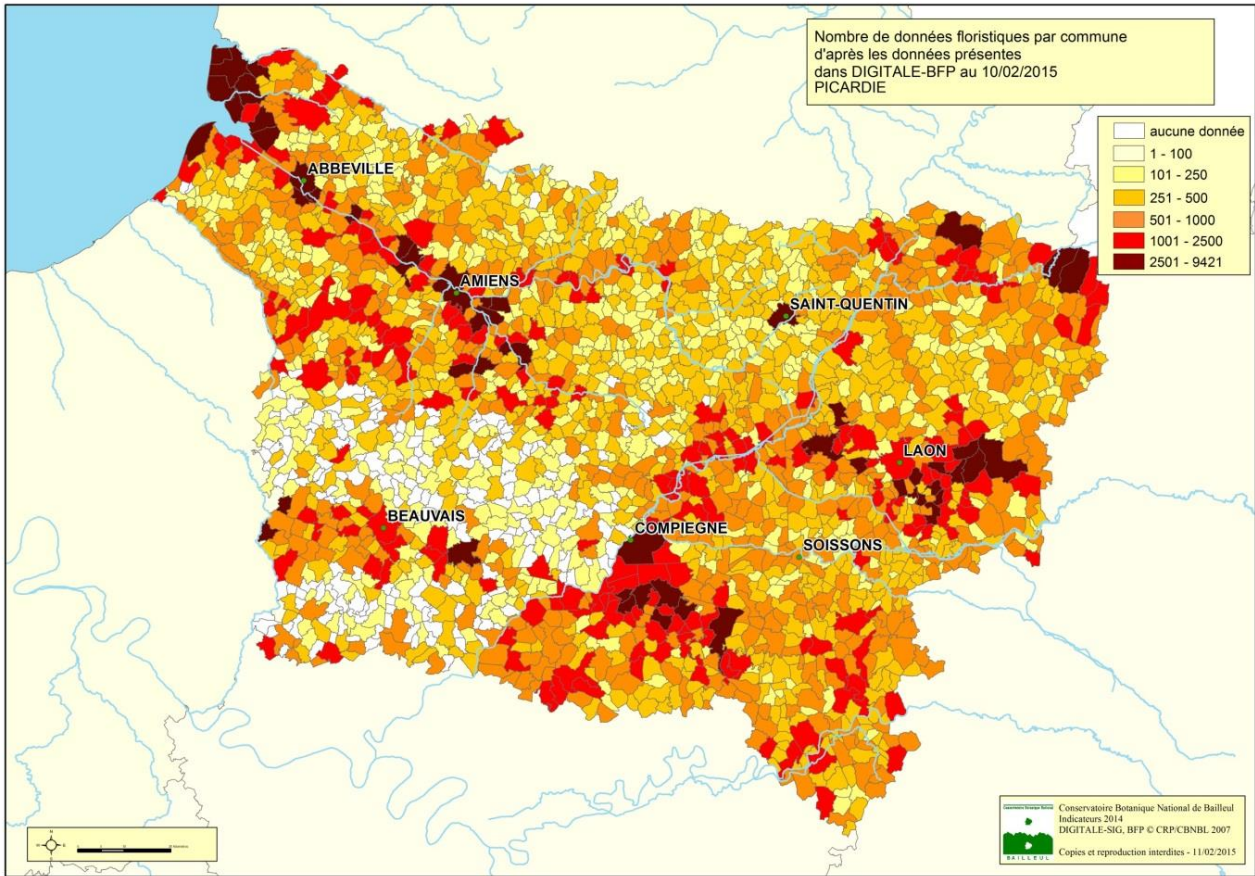 Nombre de données floristiques par commune
d'après les données présentes
dans DIGITALE-BFP au 10/02/2015
PICARDIE
aucune donnée
1 - 100
101 - 250
251 - 500
501 - 1000
1001 - 2500
2501 - 9421
ABBEVILLE
AMIENS
SAINT-QUENTIN
LAON
BEAUVAIS
COMPIEGNE
SOISSONS
Conservatoire Botanique National de Bailleul
Indicateurs 2014
DIGITALE-SIG, BFP © CRP/CBNBL 2007
Copies et reproduction interdites - 11/02/2015
BAILLEUL